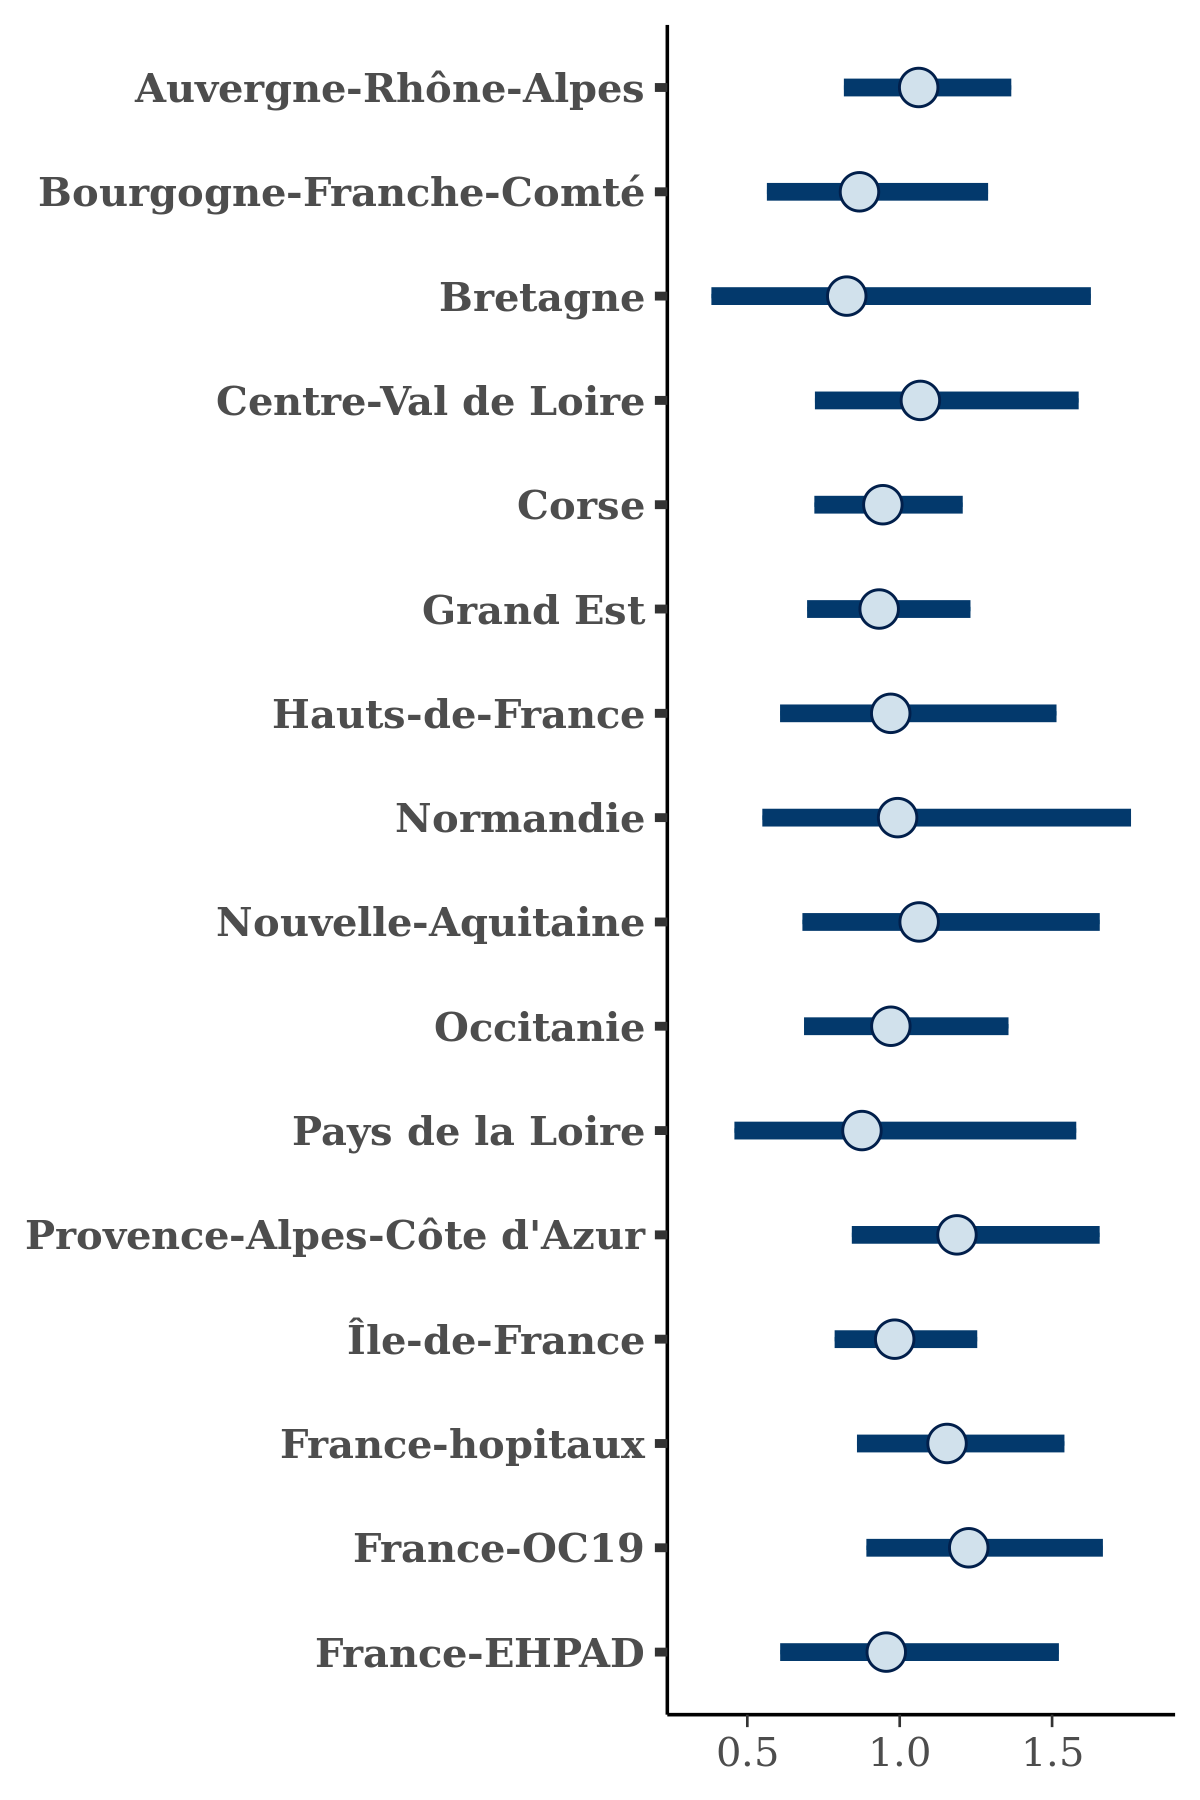 Auvergne-Rhône-Alpes
Bourgogne-Franche-Comté
Bretagne
Centre-Val de Loire
Corse
Grand Est
Hauts-de-France
Normandie
Nouvelle-Aquitaine
Occitanie
Pays de la Loire
Provence-Alpes-Côte d'Azur
Île-de-France
France-hopitaux
France-OC19
France-EHPAD
0.5 1.0 1.5